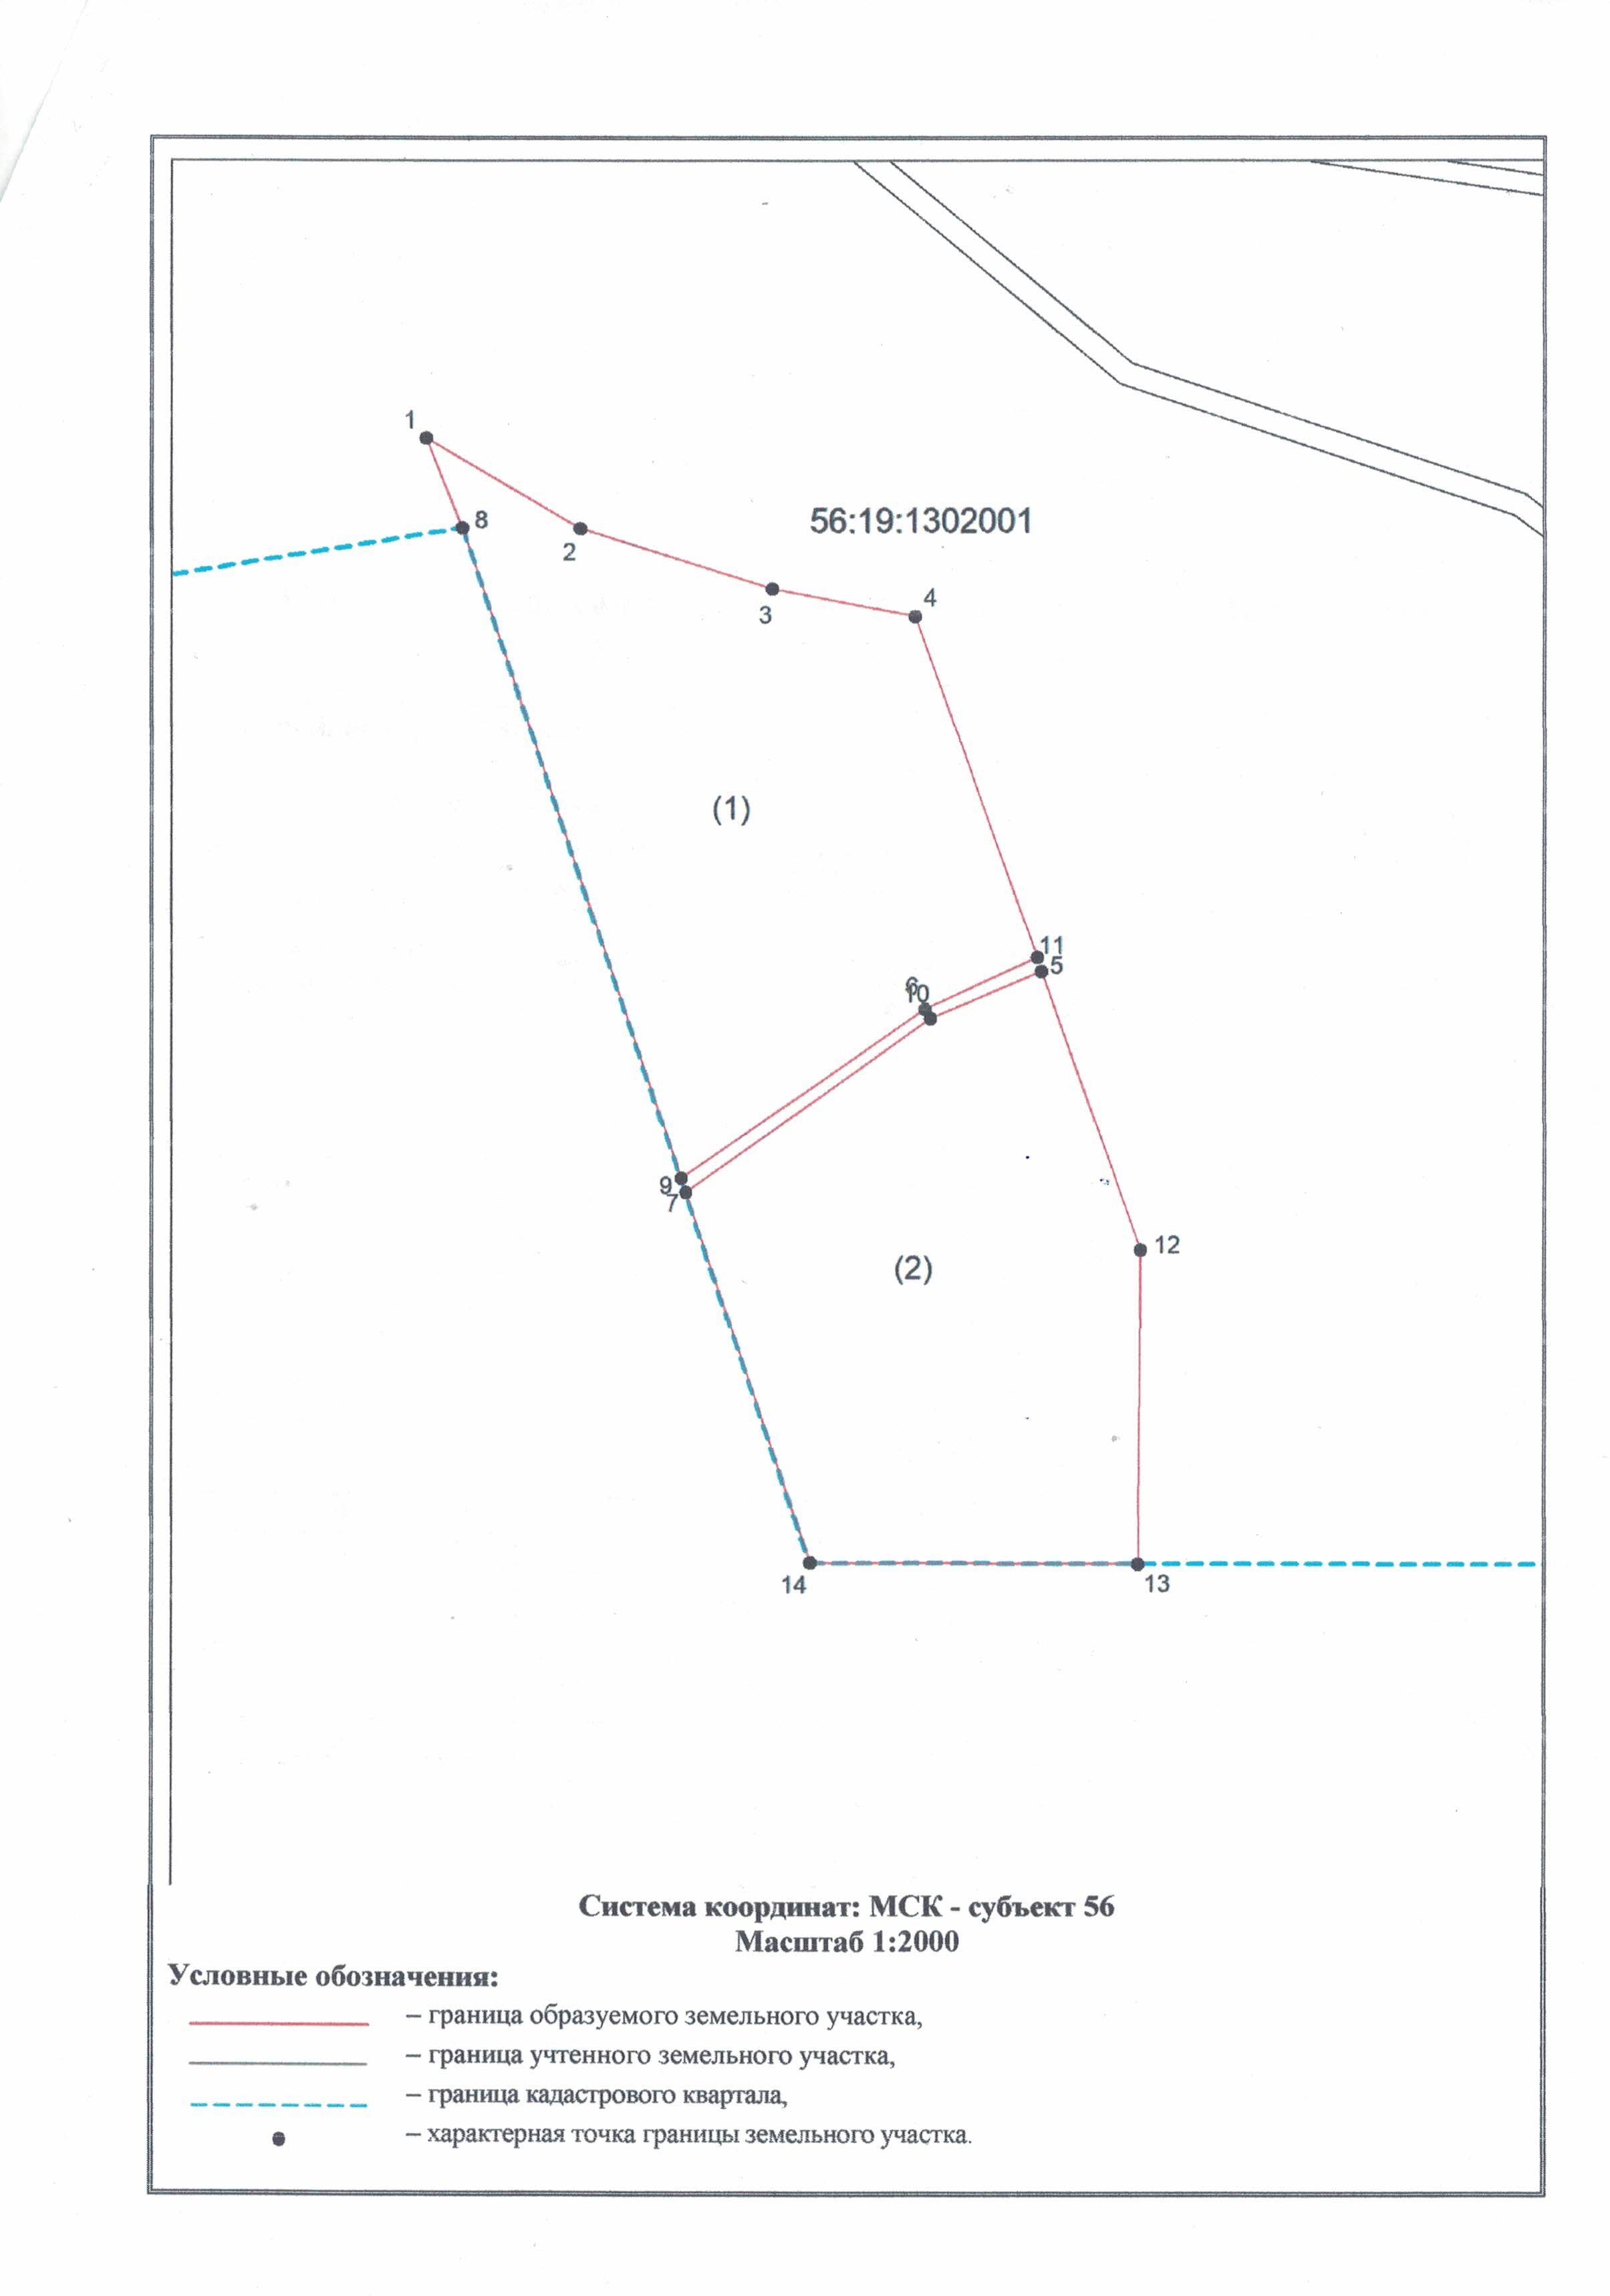 1
8
56:19:1302001
2
3
4
(1)
11
5
6
10
9
7
12
(2)
14
13
Система координат: МСК - субъект 56
Масштаб 1:2000
Условные обозначения:
– граница образуемого земельного участка,
– граница учтенного земельного участка,
– граница кадастрового квартала,
– характерная точка границы земельного участка.